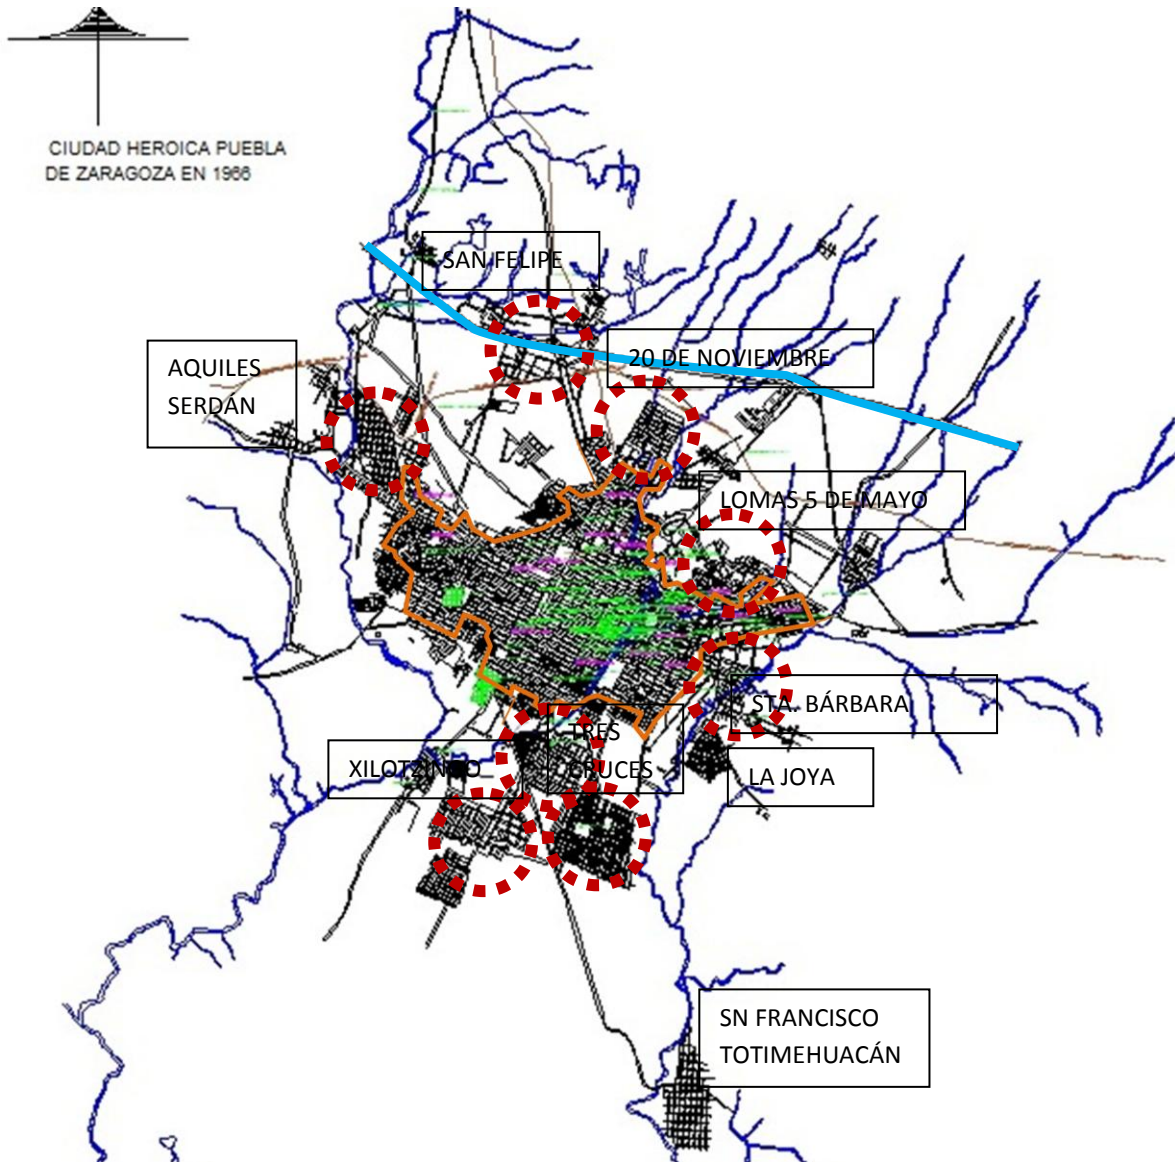 CIUDAD HEROICA PUEBLA
DE ZARAGOZA EN 1966
SAN FELIPE
20 DE NOVIEMBRE
AQUILES
SERDÁN
LOMAS 5 DE MAYO
STA. BÁRBARA
TRES
CRUCES
XILOTZINGO
LA JOYA
SN FRANCISCO
TOTIMEHUACÁN